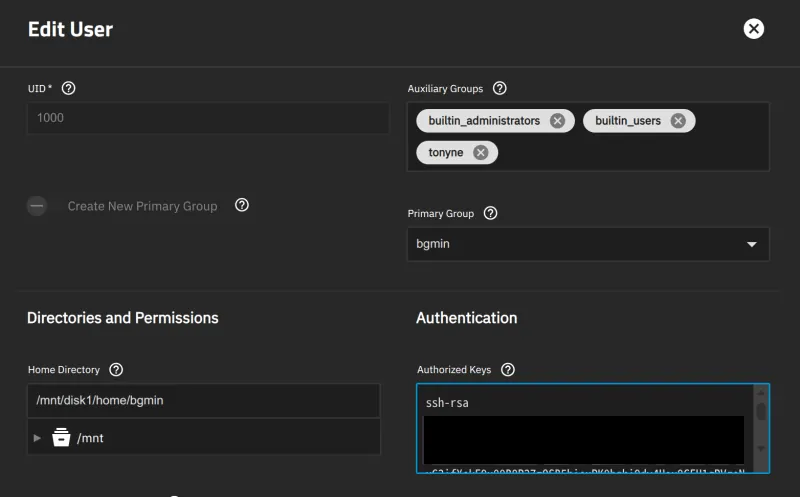 Edit User
UID *
1000
Auxiliary Groups
builtin_administrators
builtin_users
tonyne
Create New Primary Group
Primary Group
bgmin
Directories and Permissions
Authentication
Home Directory
/mnt/disk1/home/bgmin
/mnt
Authorized Keys
ssh-rsa